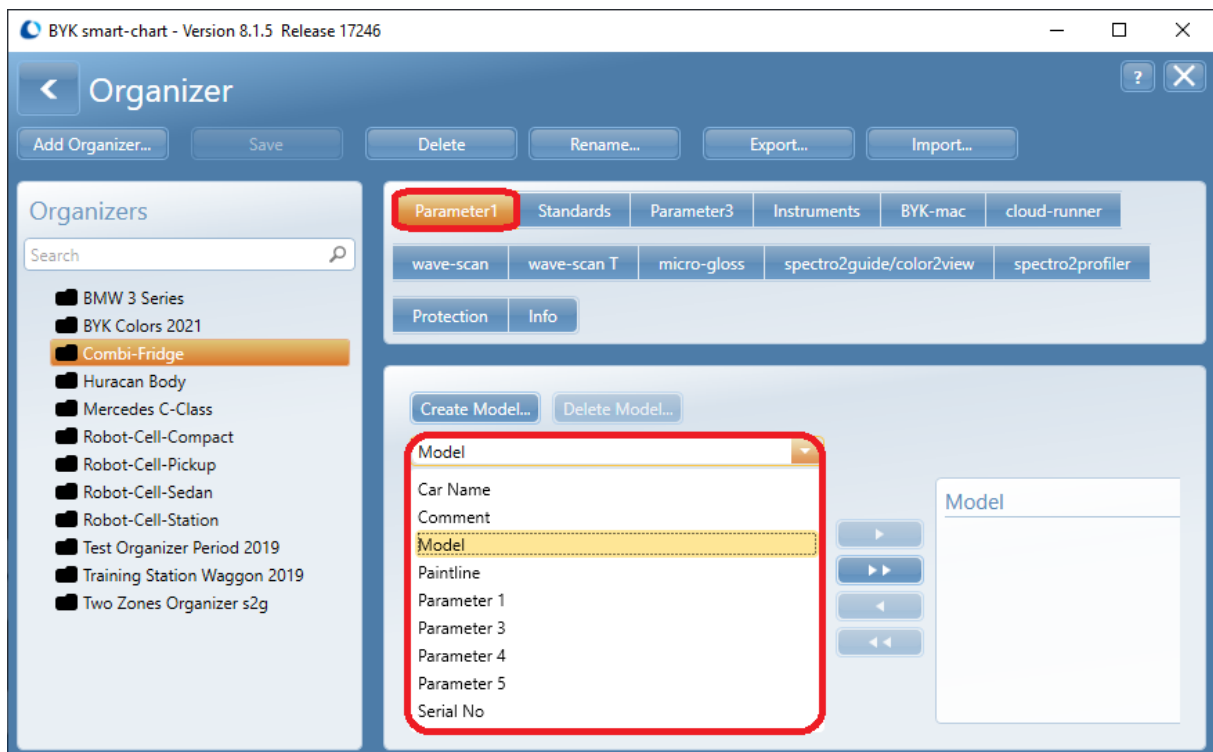 BYK smart-chart - Version 8.1.5 Release 17246
Organizer
?
Add Organizer... Save Delete Rename... Export... Import...
Organizers
Search
BMW 3 Series
BYK Colors 2021
Combi-Fridge
Huracan Body
Mercedes C-Class
Robot-Cell-Compact
Robot-Cell-Pickup
Robot-Cell-Sedan
Robot-Cell-Station
Test Organizer Period 2019
Training Station Waggon 2019
Two Zones Organizer s2g
Parameter1 Standards Parameter3 Instruments BYK-mac cloud-runner
wave-scan wave-scan T micro-gloss spectro2guide/color2view spectro2profiler
Protection Info
Create Model... Delete Model...
Model
Car Name
Comment
Model
Paintline
Parameter 1
Parameter 3
Parameter 4
Parameter 5
Serial No
Model